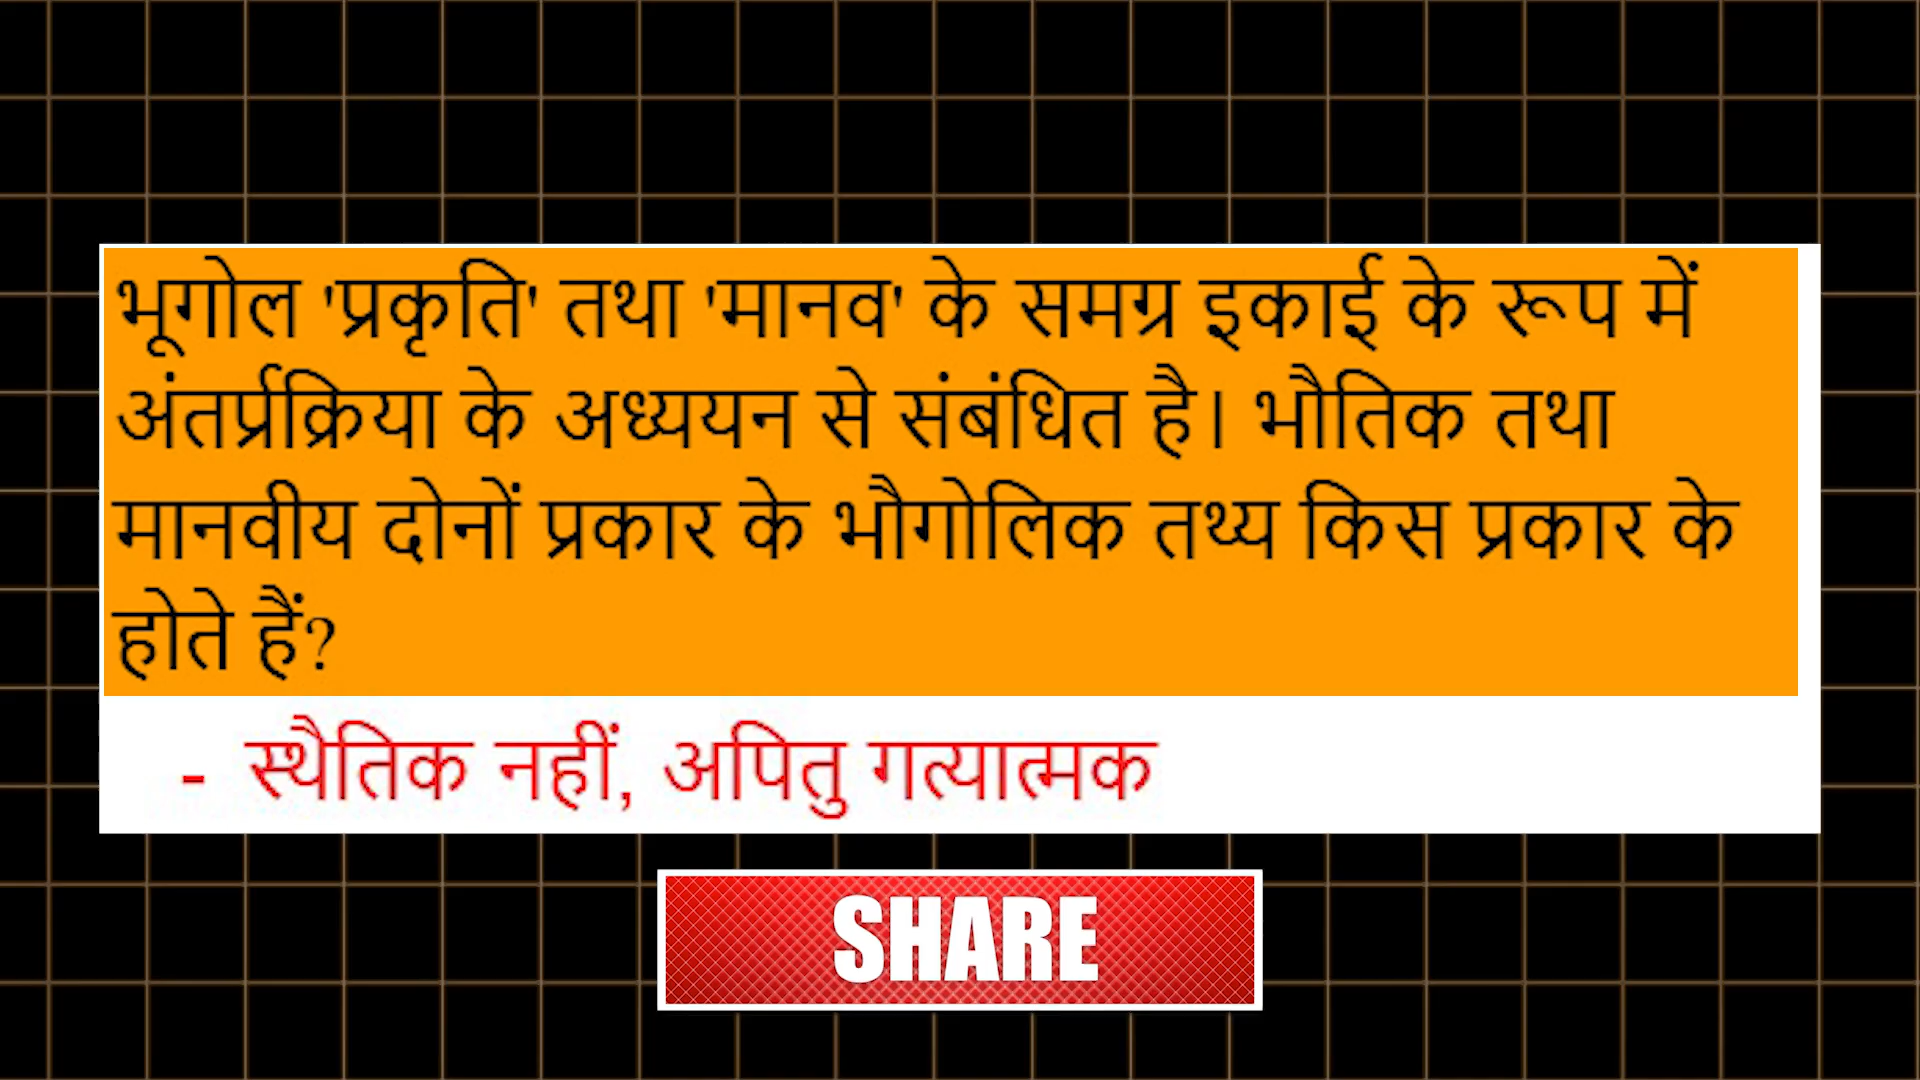 भूगोल 'प्रकृति' तथा 'मानव' के समग्र इकाई के रूप में
अंतर्प्रक्रिया के अध्ययन से संबंधित है। भौतिक तथा
मानवीय दोनों प्रकार के भौगोलिक तथ्य किस प्रकार के
होते हैं?
- स्थैतिक नहीं, अपितु गत्यात्मक
SHARE